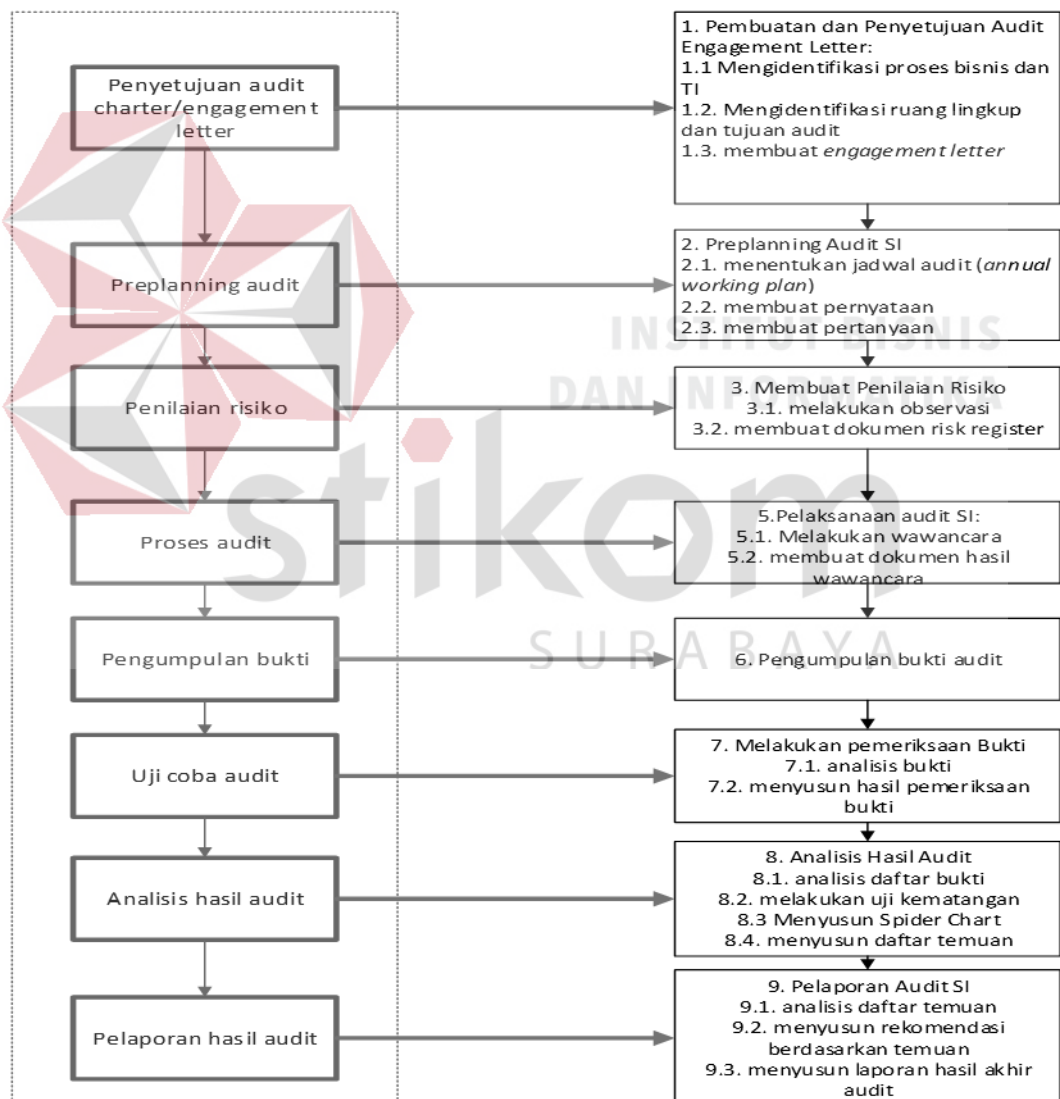 Penyetujuan audit
charter/engagement
letter
Preplanning audit
Penilaian risiko
Proses audit
Pengumpulan bukti
Uji coba audit
Analisis hasil audit
Pelaporan hasil audit
1. Pembuatan dan Penyetujuan Audit
Engagement Letter:
1.1 Mengidentifikasi proses bisnis dan
TI
1.2. Mengidentifikasi ruang lingkup
dan tujuan audit
1.3. membuat engagement letter
2. Preplanning Audit SI
2.1. menentukan jadwal audit (annual
working plan)
2.2. membuat pernyataan
2.3. membuat pertanyaan
3. Membuat Penilaian Risiko
3.1. melakukan observasi
3.2. membuat dokumen risk register
5.Pelaksanaan audit SI:
5.1. Melakukan wawancara
5.2. membuat dokumen hasil
wawancara
6. Pengumpulan bukti audit
7. Melakukan pemeriksaan Bukti
7.1. analisis bukti
7.2. menyusun hasil pemeriksaan
bukti
8. Analisis Hasil Audit
8.1. analisis daftar bukti
8.2. melakukan uji kematangan
8.3 Menyusun Spider Chart
8.4. menyusun daftar temuan
9. Pelaporan Audit SI
9.1. analisis daftar temuan
9.2. menyusun rekomendasi
berdasarkan temuan
9.3. menyusun laporan hasil akhir
audit
INSTITUT BISNIS
DAN INFORMATIKA
stikom
SURABAYA